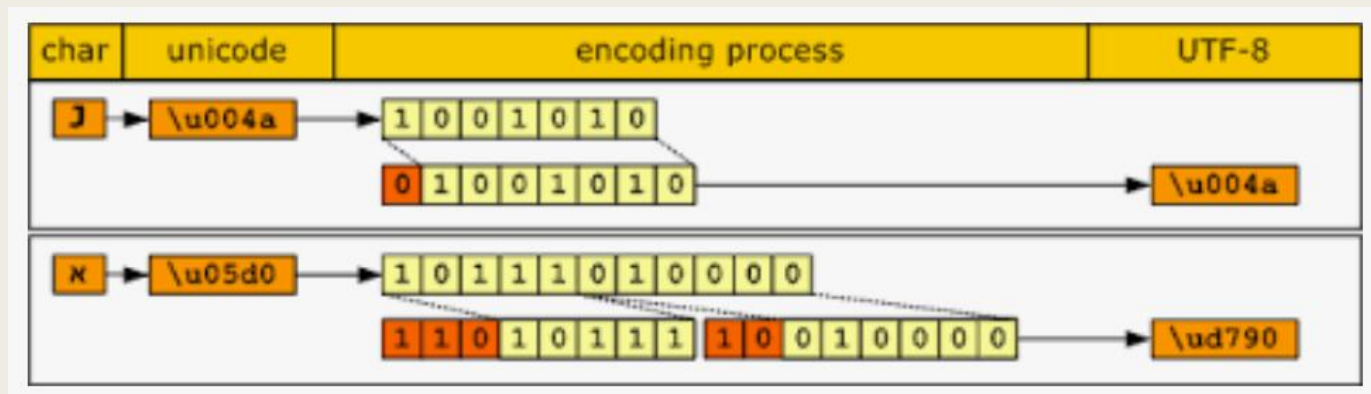 char unicode encoding process UTF-8
J \u004a 1 0 0 1 0 1 0
0 1 0 0 1 0 1 0 \u004a
א \u05d0 1 0 1 1 1 0 1 0 0 0 0
1 1 0 1 0 1 1 1 1 0 0 1 0 0 0 0 \ud790